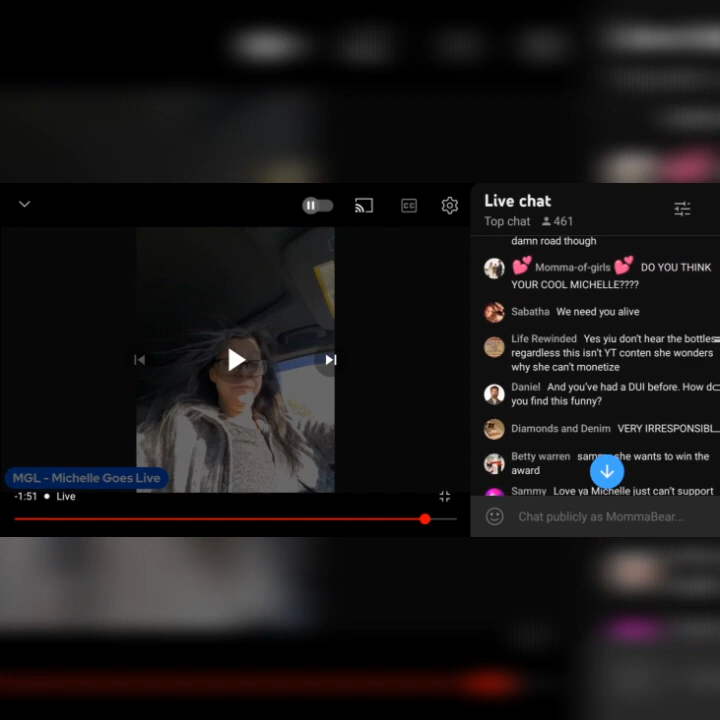 CC
Live chat
Top chat 461
damn road though
Momma-of-girls DO YOU THINK
YOUR COOL MICHELLE????
Sabatha We need you alive
Life Rewinded Yes yiu don't hear the bottles
regardless this isn't YT conten she wonders
why she can't monetize
Daniel And you've had a DUI before. How do
you find this funny?
Diamonds and Denim VERY IRRESPONSIBL
Betty warren she wants to win the
award
Sammy Love ya Michelle just can't support
MGL - Michelle Goes Live
-1:51 • Live
Chat publicly as MommaBear...